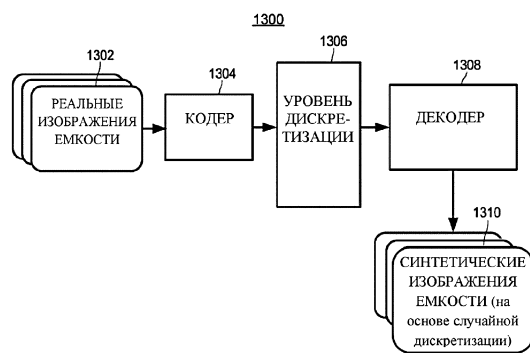 1300
1302
РЕАЛЬНЫЕ
ИЗОБРАЖЕНИЯ
ЕМКОСТИ
1304
КОДЕР
1306
УРОВЕНЬ
ДИСКРЕ-
ТИЗАЦИИ
1308
ДЕКОДЕР
1310
СИНТЕТИЧЕСКИЕ
ИЗОБРАЖЕНИЯ
ЕМКОСТИ (на
основе случайной
дискретизации)